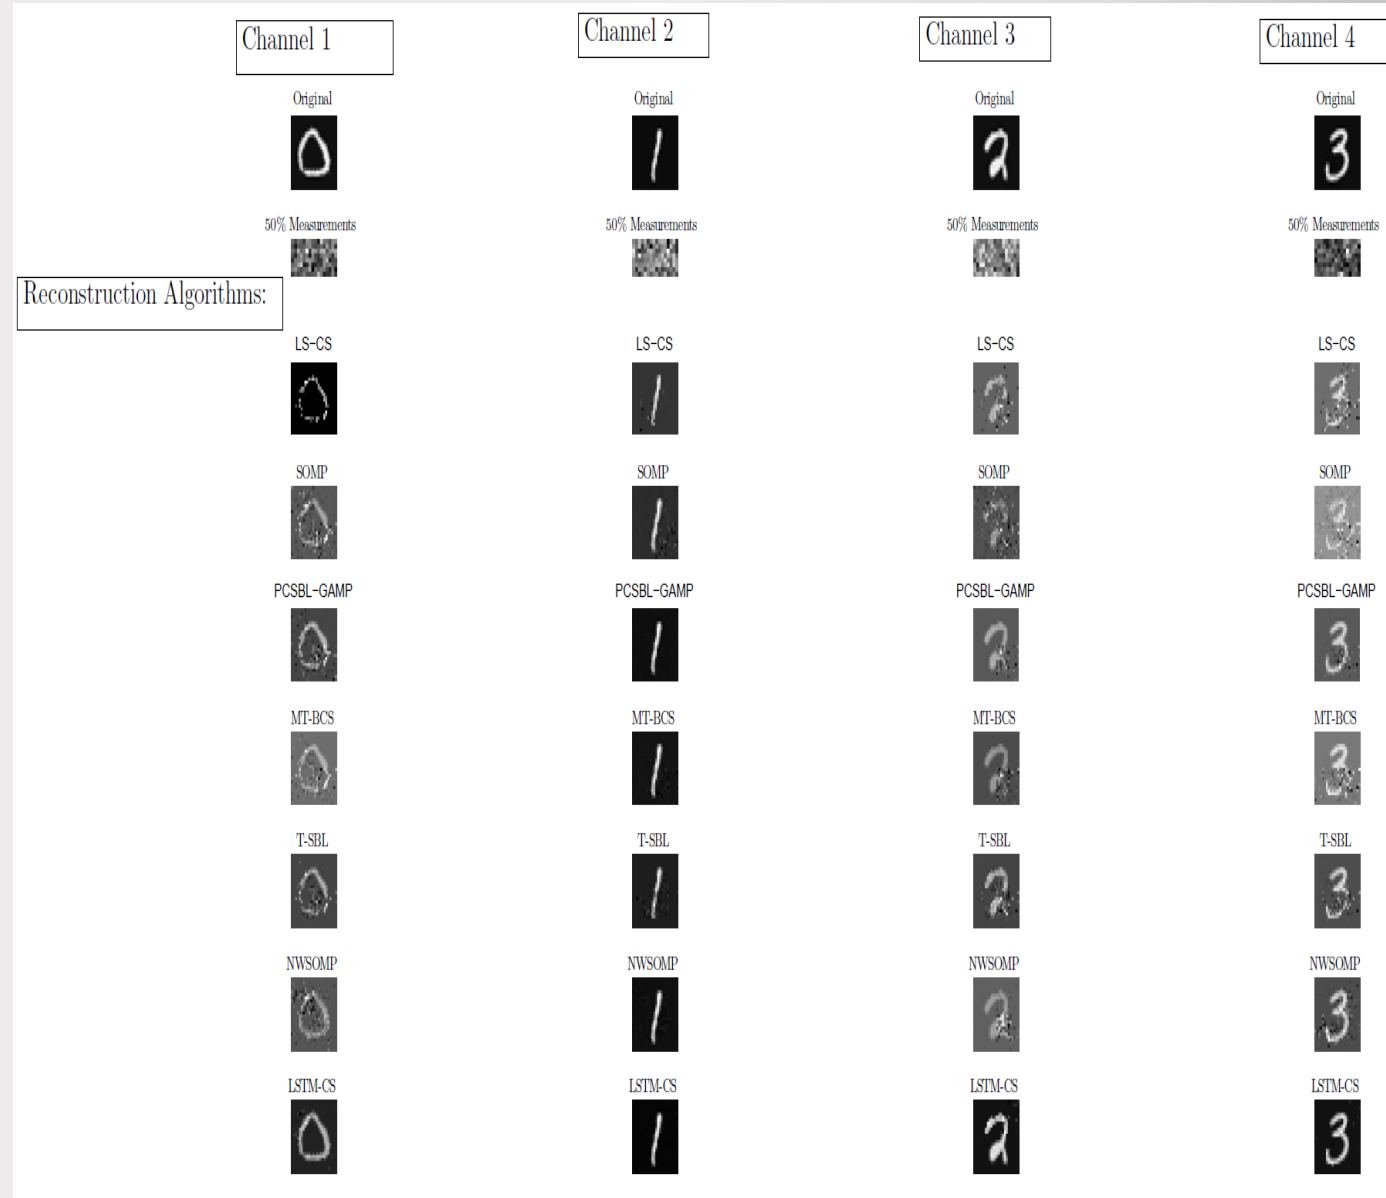 Channel 1
Channel 2
Channel 3
Channel 4
Original
Original
Original
Original
50% Measurements
50% Measurements
50% Measurements
50% Measurements
Reconstruction Algorithms:
LS-CS
LS-CS
LS-CS
LS-CS
SOMP
SOMP
SOMP
SOMP
PCSBL-GAMP
PCSBL-GAMP
PCSBL-GAMP
PCSBL-GAMP
MT-BCS
MT-BCS
MT-BCS
MT-BCS
T-SBL
T-SBL
T-SBL
T-SBL
NWSOMP
NWSOMP
NWSOMP
NWSOMP
LSTM-CS
LSTM-CS
LSTM-CS
LSTM-CS